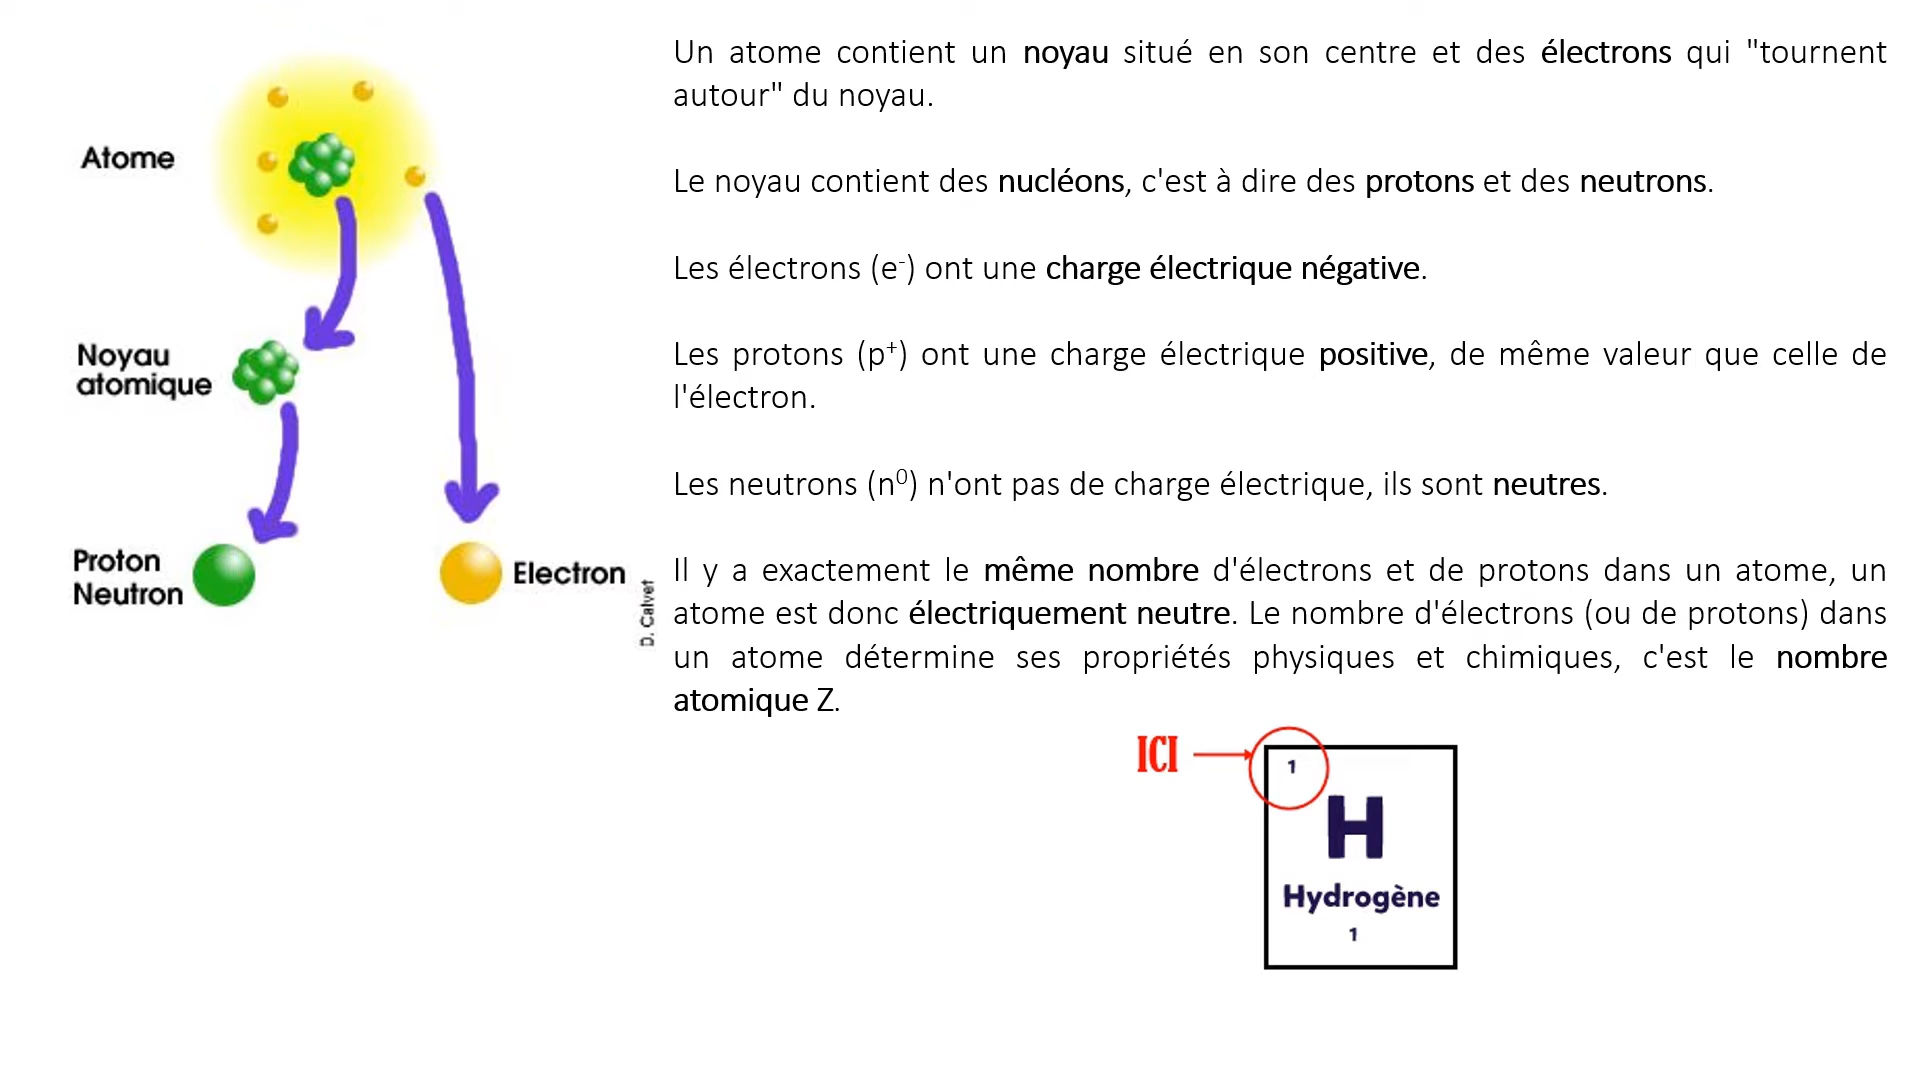 Atome
Noyau
atomique
Proton
Neutron
Electron
D. Calvet
Un atome contient un noyau situé en son centre et des électrons qui "tournent
autour" du noyau.
Le noyau contient des nucléons, c'est à dire des protons et des neutrons.
Les électrons (e⁻) ont une charge électrique négative.
Les protons (p⁺) ont une charge électrique positive, de même valeur que celle de
l'électron.
Les neutrons (n⁰) n'ont pas de charge électrique, ils sont neutres.
Il y a exactement le même nombre d'électrons et de protons dans un atome, un
atome est donc électriquement neutre. Le nombre d'électrons (ou de protons) dans
un atome détermine ses propriétés physiques et chimiques, c'est le nombre
atomique Z.
ICI
1
H
Hydrogène
1